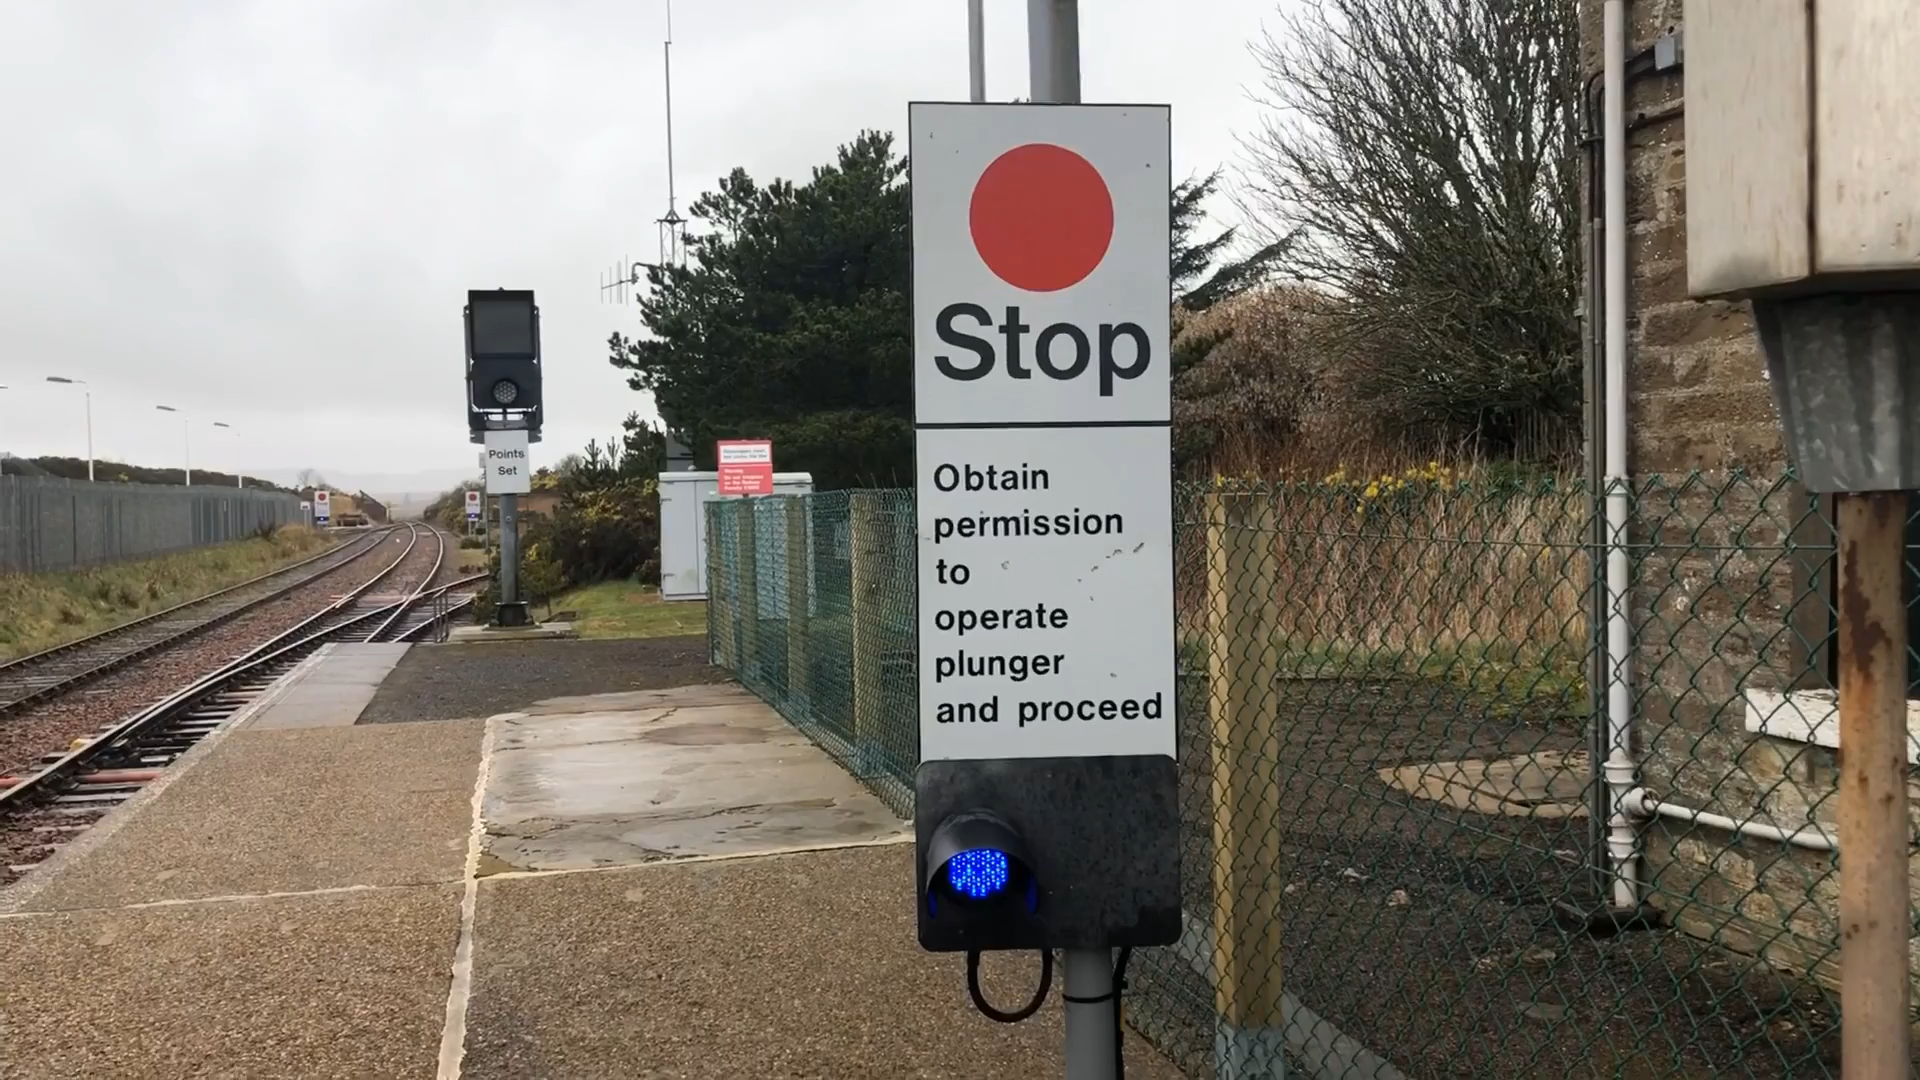 Stop
Obtain
permission
to
operate
plunger
and proceed
Points
Set